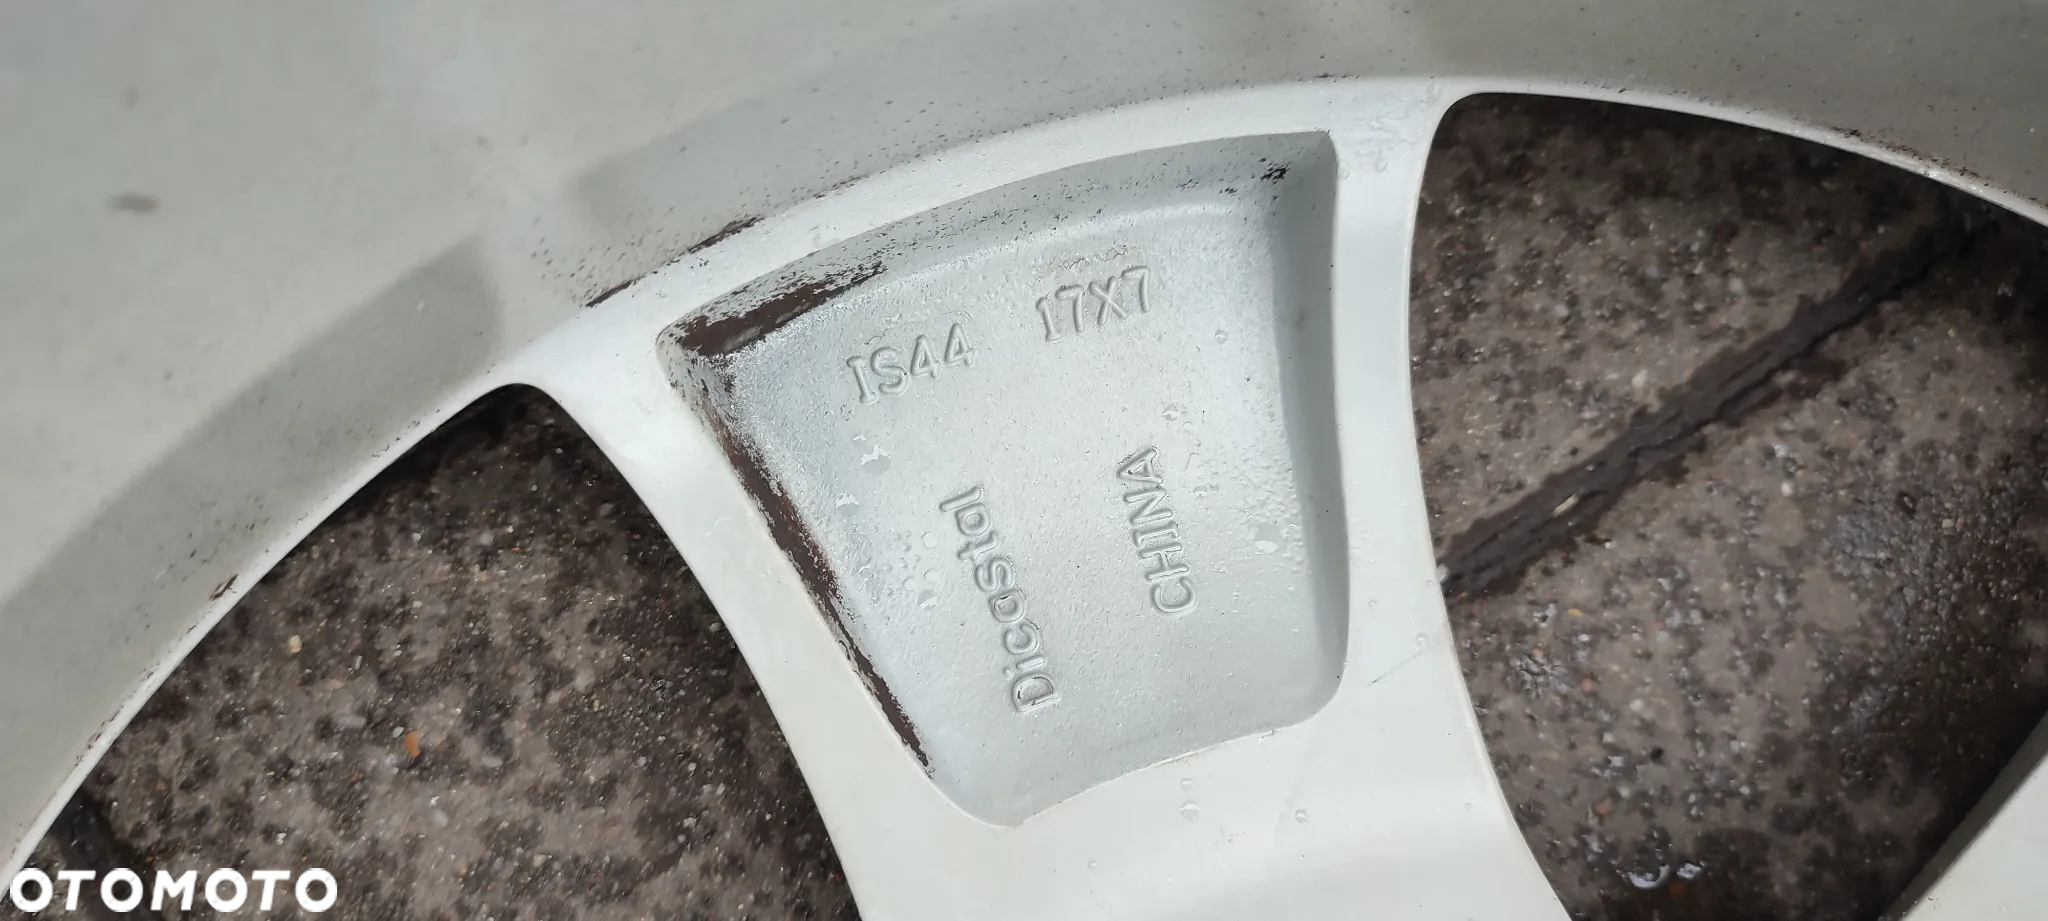 IS44 17X7
Dicastal
CHINA
OTOMOTO